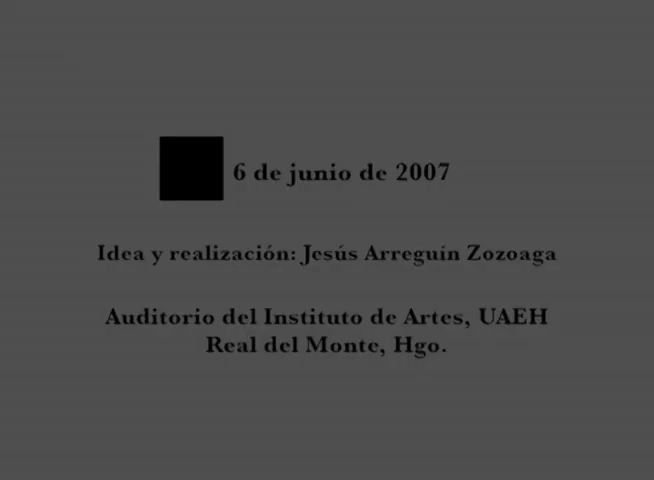 6 de junio de 2007
Idea y realización: Jesús Arreguín Zozoaga
Auditorio del Instituto de Artes, UAEH
Real del Monte, Hgo.